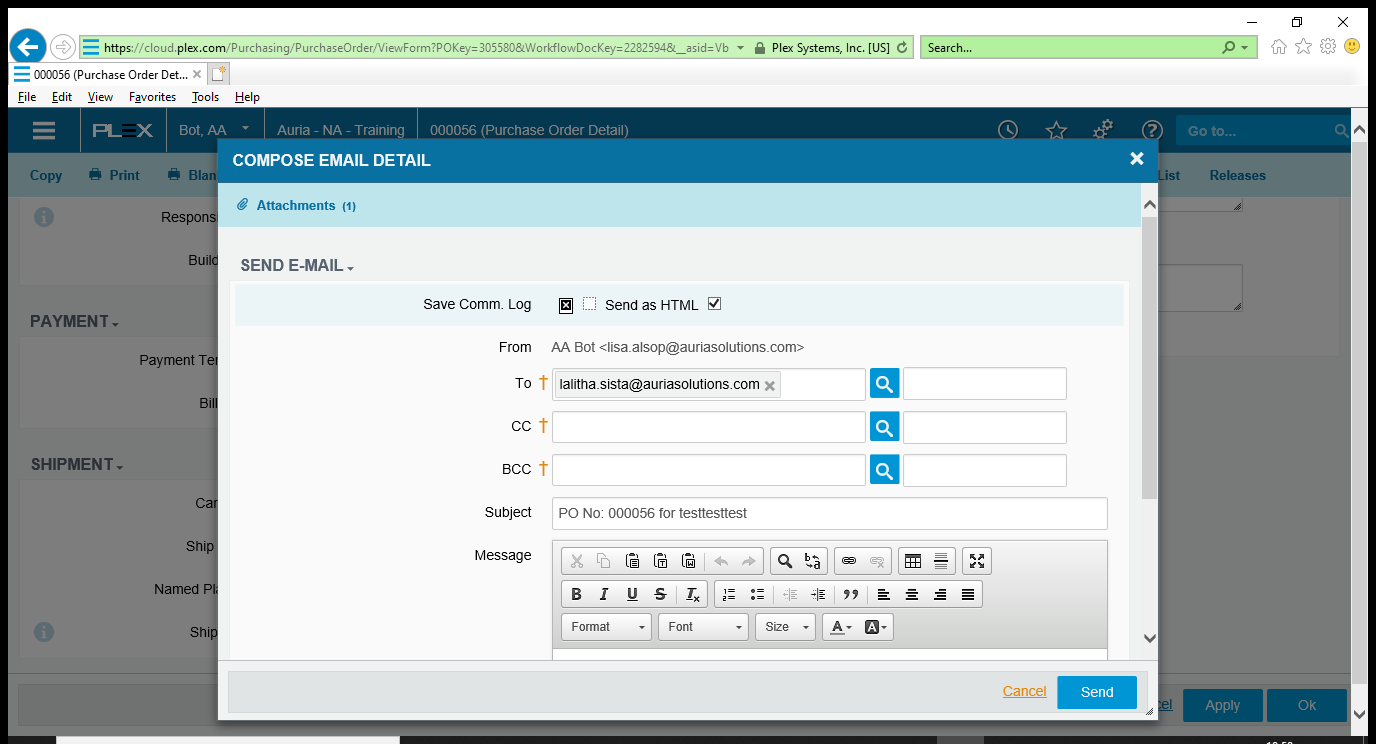 https://cloud.plex.com/Purchasing/PurchaseOrder/ViewForm?POKey=305580&WorkflowDocKey=2282594&__asid=Vb Plex Systems, Inc. [US] Search...
000056 (Purchase Order Det...
File Edit View Favorites Tools Help
PLEX Bot, AA Auria - NA - Training 000056 (Purchase Order Detail) Go to...
COMPOSE EMAIL DETAIL
Copy Print Blan List Releases
Attachments (1)
Respons
Build
SEND E-MAIL
Save Comm. Log Send as HTML
PAYMENT
From AA Bot <lisa.alsop@auriasolutions.com>
Payment Ter
To † lalitha.sista@auriasolutions.com
Bill
CC †
SHIPMENT
BCC †
Car
Subject PO No: 000056 for testtesttest
Ship
Message
Named Pla
B I U S Tx
Ship
Format Font Size A A
Cancel Send
cel Apply Ok